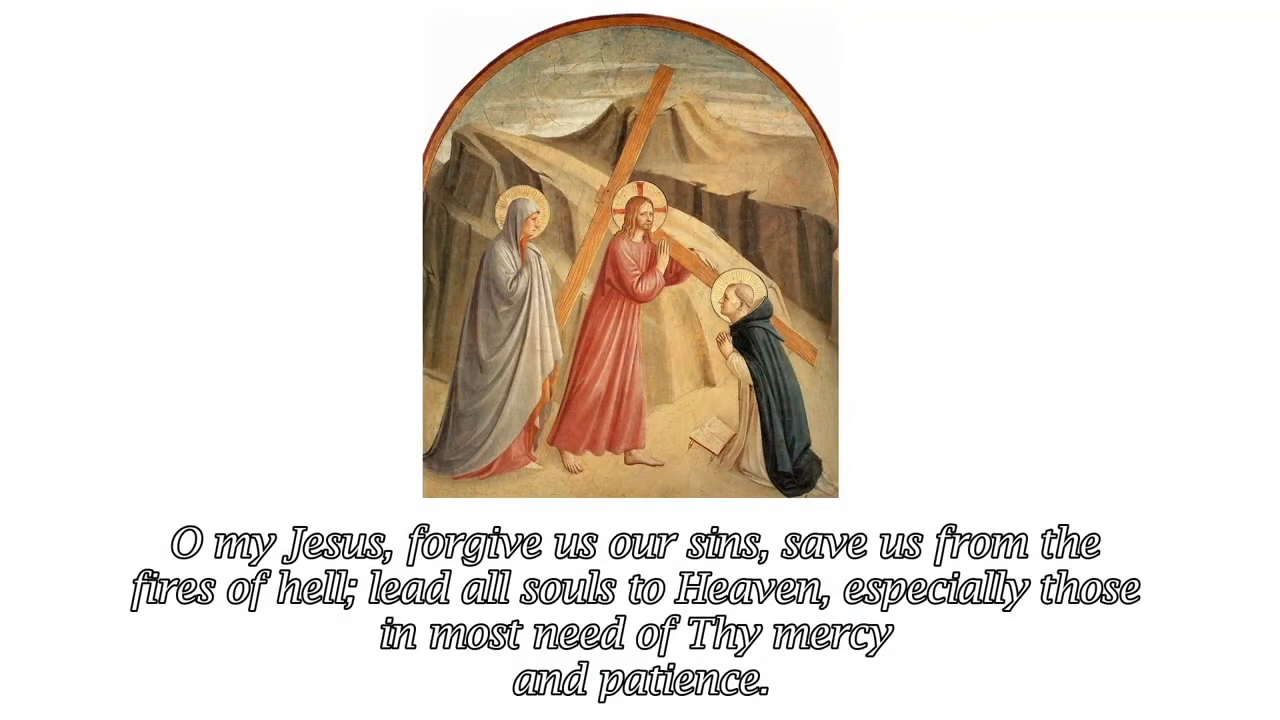 O my Jesus, forgive us our sins, save us from the
fires of hell; lead all souls to Heaven, especially those
in most need of Thy mercy
and patience.